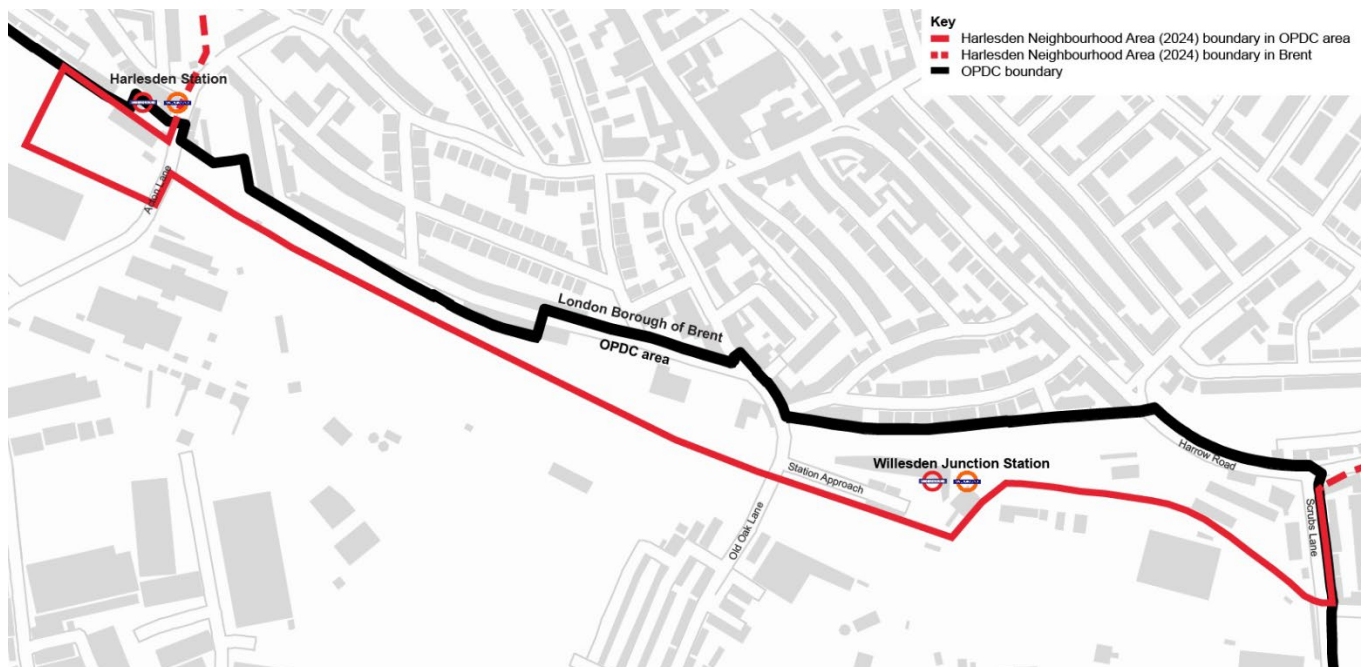 Key
Harlesden Neighbourhood Area (2024) boundary in OPDC area
Harlesden Neighbourhood Area (2024) boundary in Brent
OPDC boundary
Harlesden Station
Acton Lane
London Borough of Brent
OPDC area
Harrow Road
Willesden Junction Station
Station Approach
Old Oak Lane
Scrubs Lane